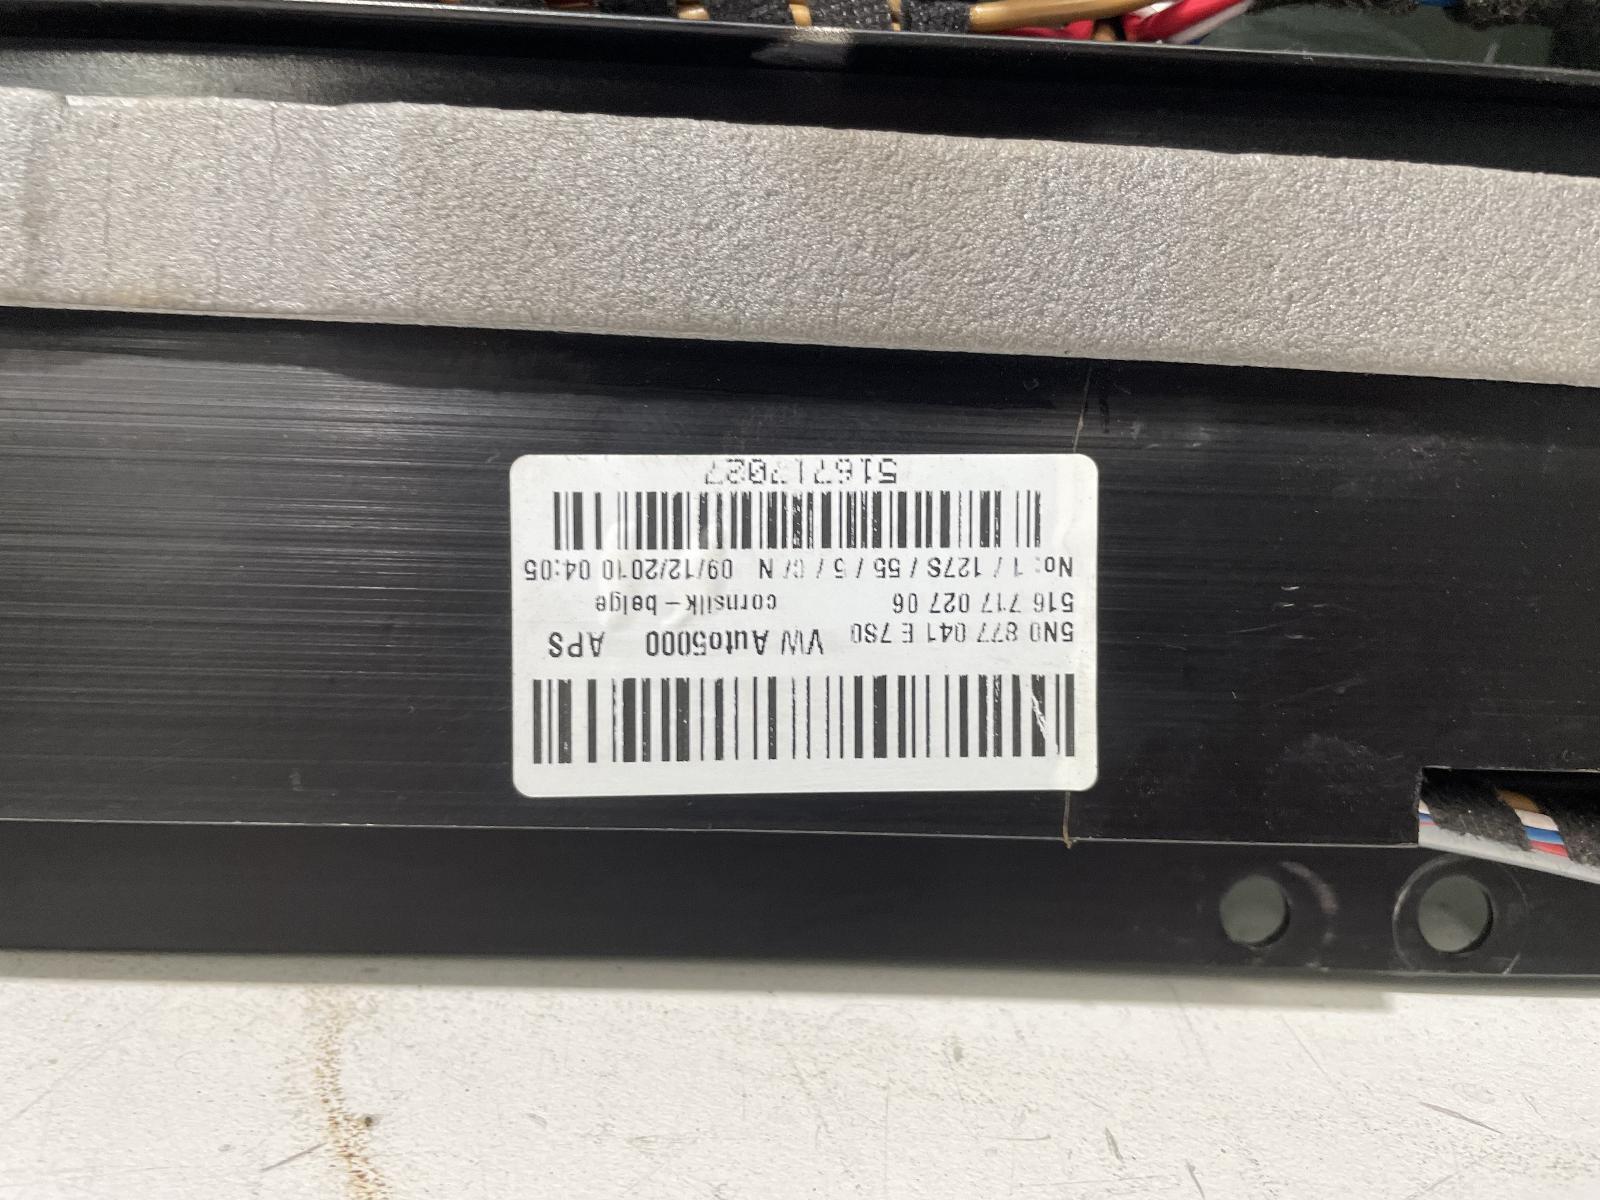 5N0 877 041 E 7S0 VW Auto5000 APS
516 717 027 06 cornsilk-beige
No: 1 / 127S / 55 / 5 / 0/ N 09/12/2010 04:05
516717027